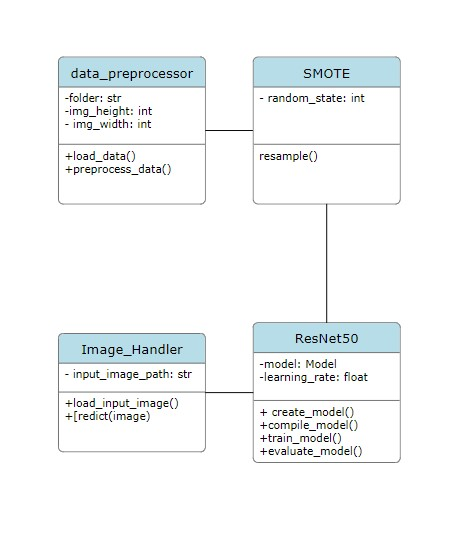 data_preprocessor
-folder: str
-img_height: int
- img_width: int
+load_data()
+preprocess_data()
SMOTE
- random_state: int
resample()
Image_Handler
- input_image_path: str
+load_input_image()
+[redict(image)
ResNet50
-model: Model
-learning_rate: float
+ create_model()
+compile_model()
+train_model()
+evaluate_model()